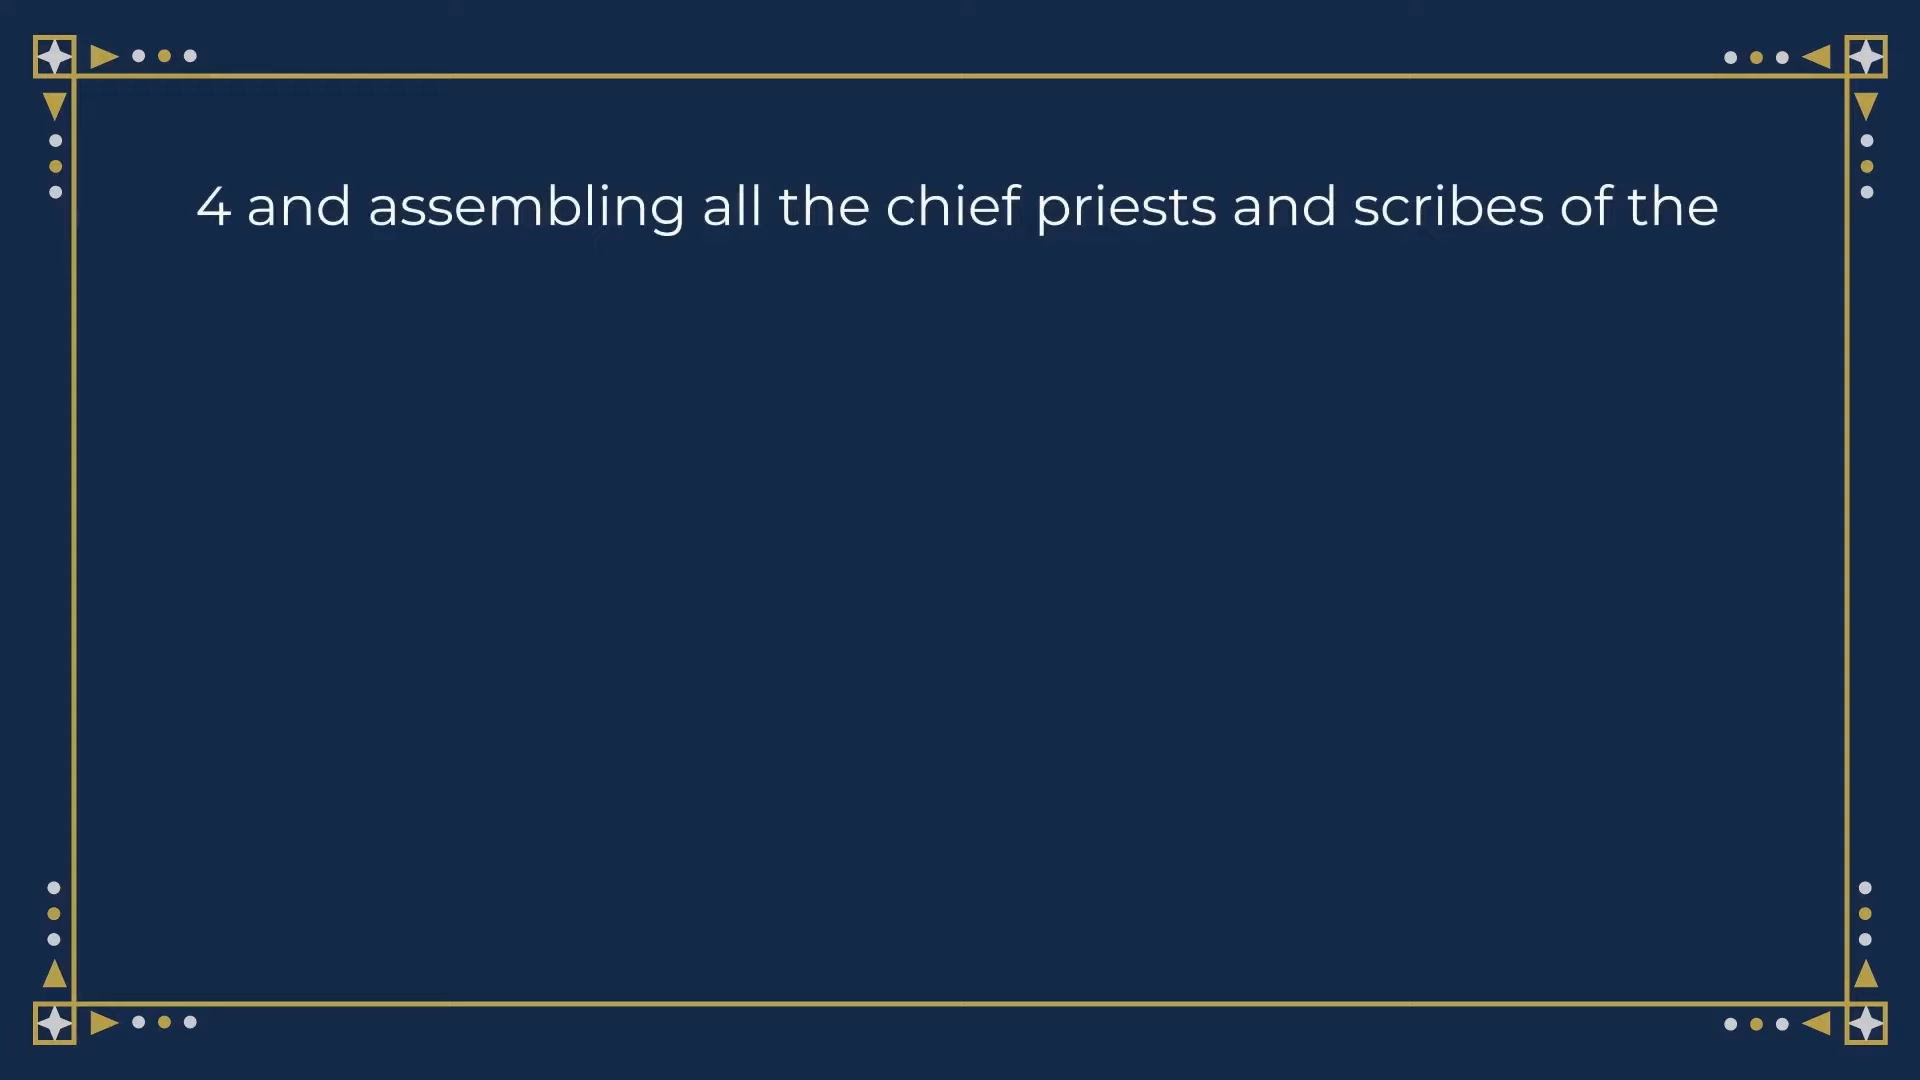 4 and assembling all the chief priests and scribes of the